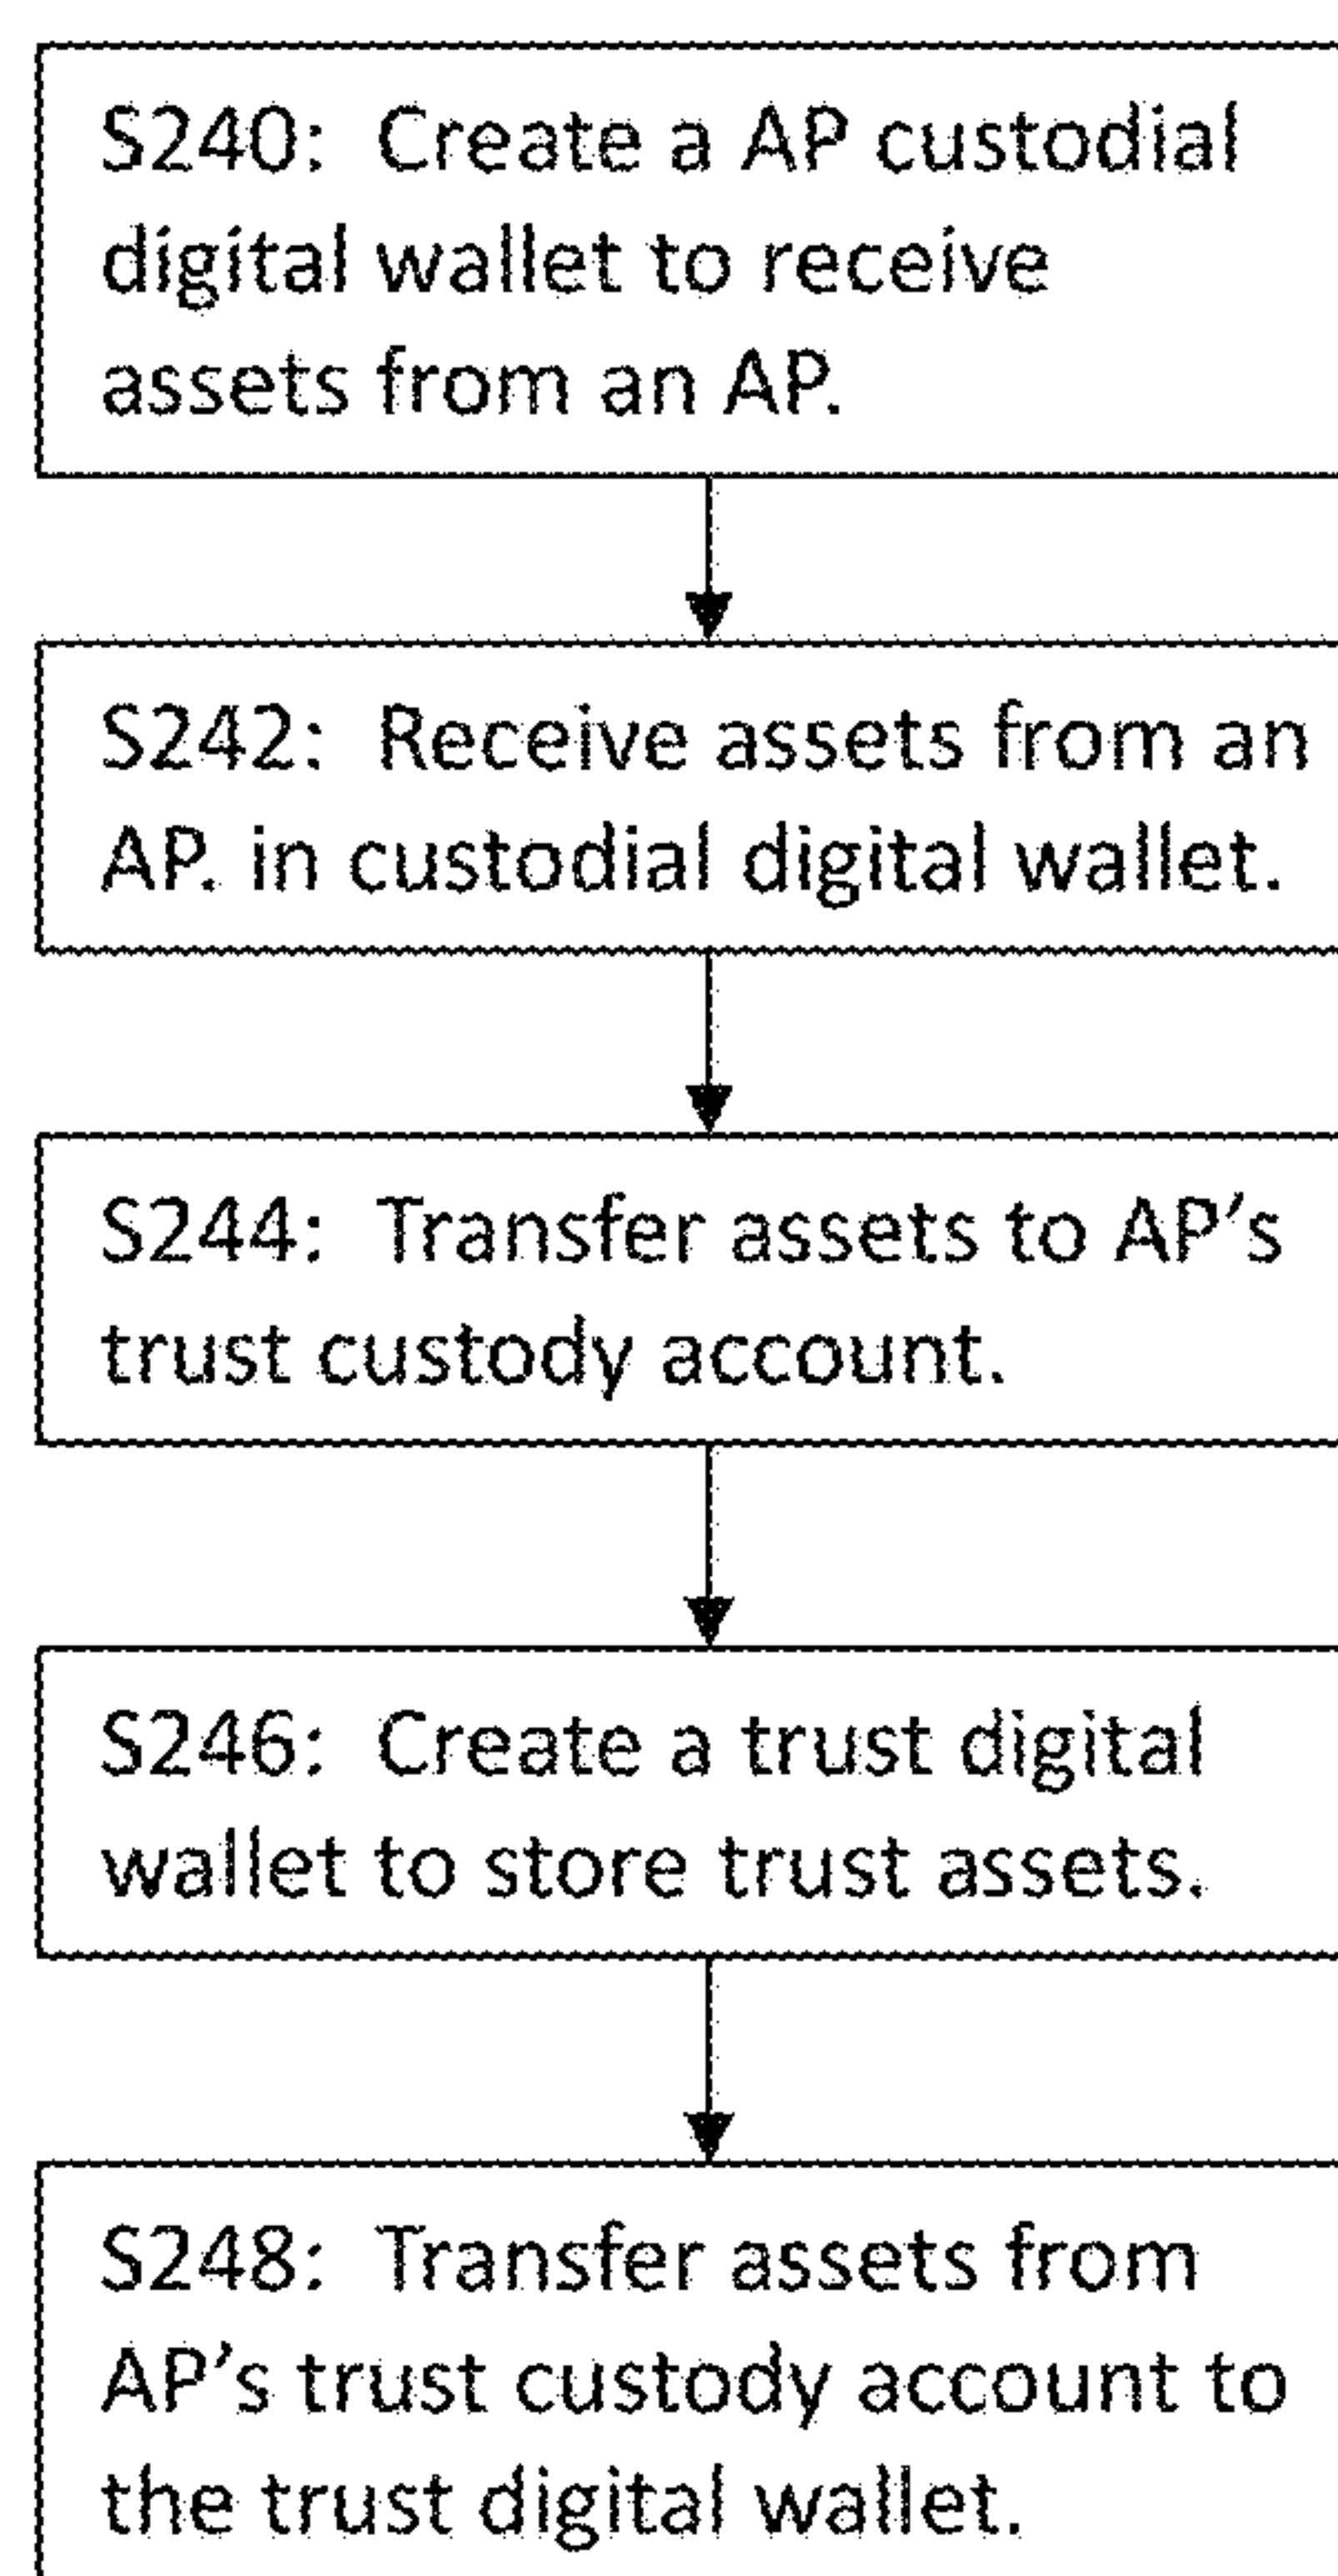 S240: Create a AP custodial
digital wallet to receive
assets from an AP.
S242: Receive assets from an
AP. in custodial digital wallet.
S244: Transfer assets to AP's
trust custody account.
S246: Create a trust digital
wallet to store trust assets.
S248: Transfer assets from
AP's trust custody account to
the trust digital wallet.